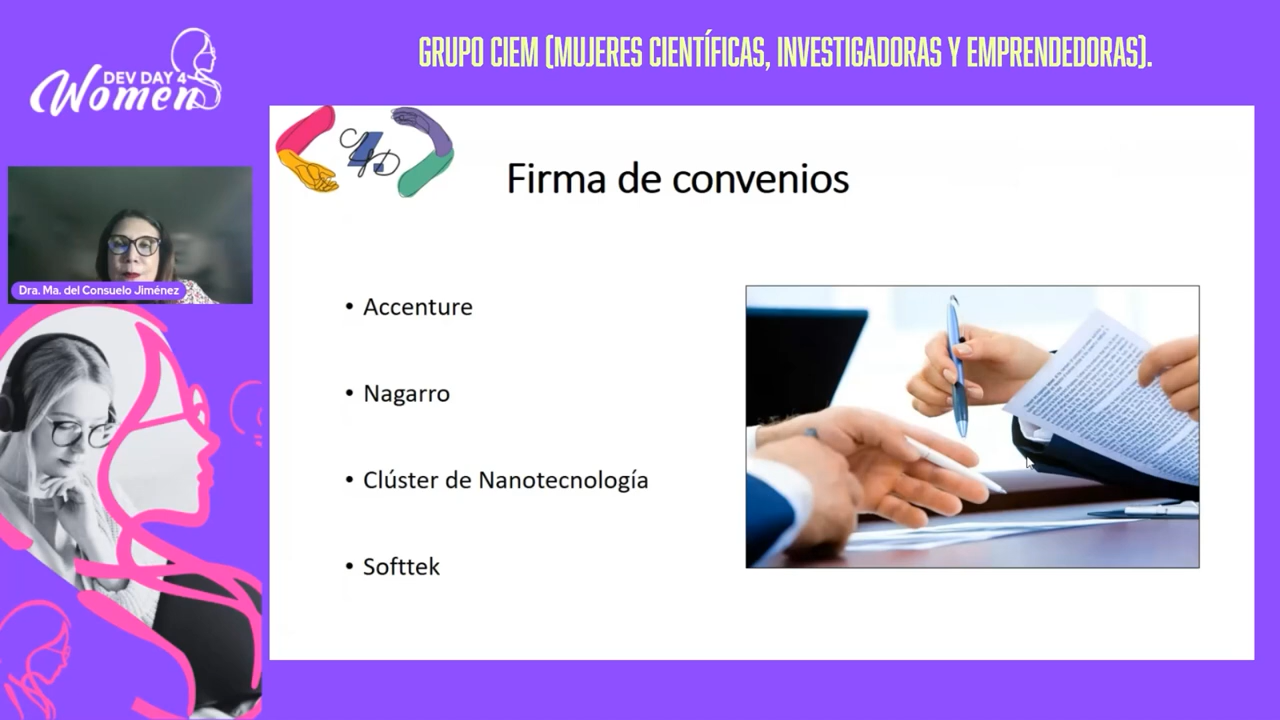 GRUPO CIEM (MUJERES CIENTÍFICAS, INVESTIGADORAS Y EMPRENDEDORAS).
DEV DAY 4
Women
Firma de convenios
Dra. Ma. del Consuelo Jiménez
• Accenture
• Nagarro
• Clúster de Nanotecnología
• Softtek